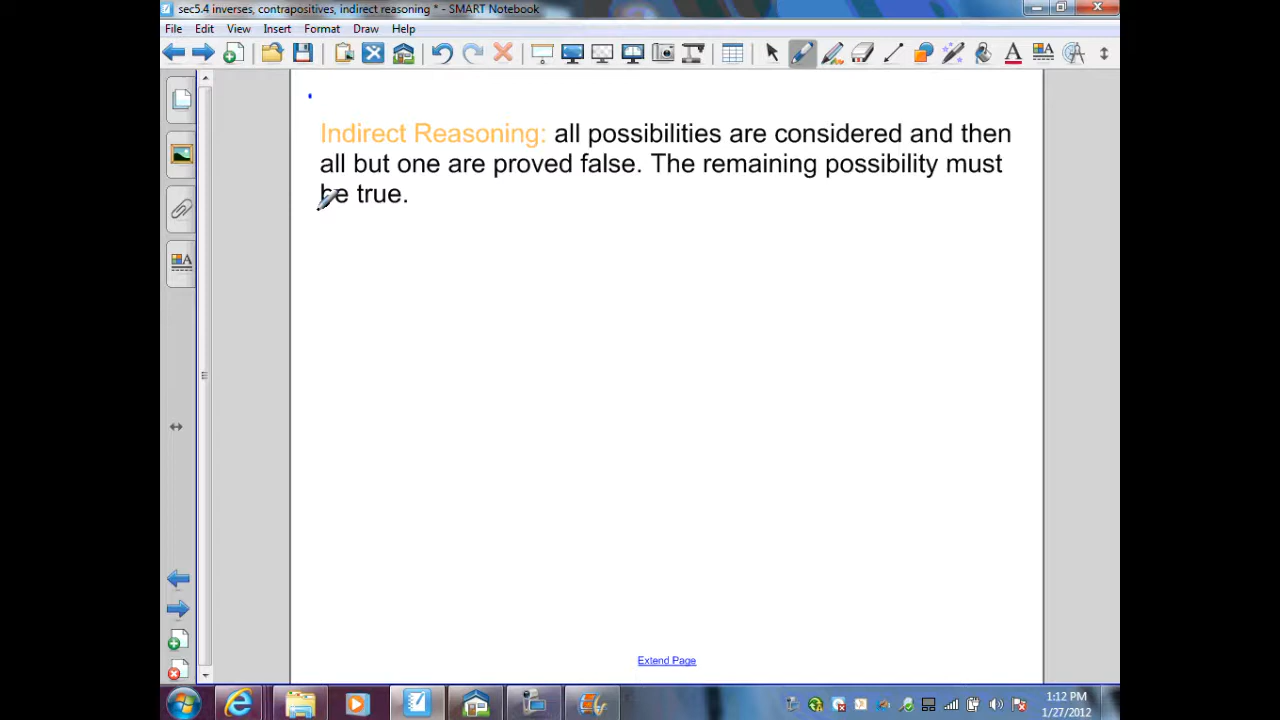 sec5.4 inverses, contrapositives, indirect reasoning * - SMART Notebook
File Edit View Insert Format Draw Help
Indirect Reasoning: all possibilities are considered and then
all but one are proved false. The remaining possibility must
be true.
Extend Page
1:12 PM
1/27/2012